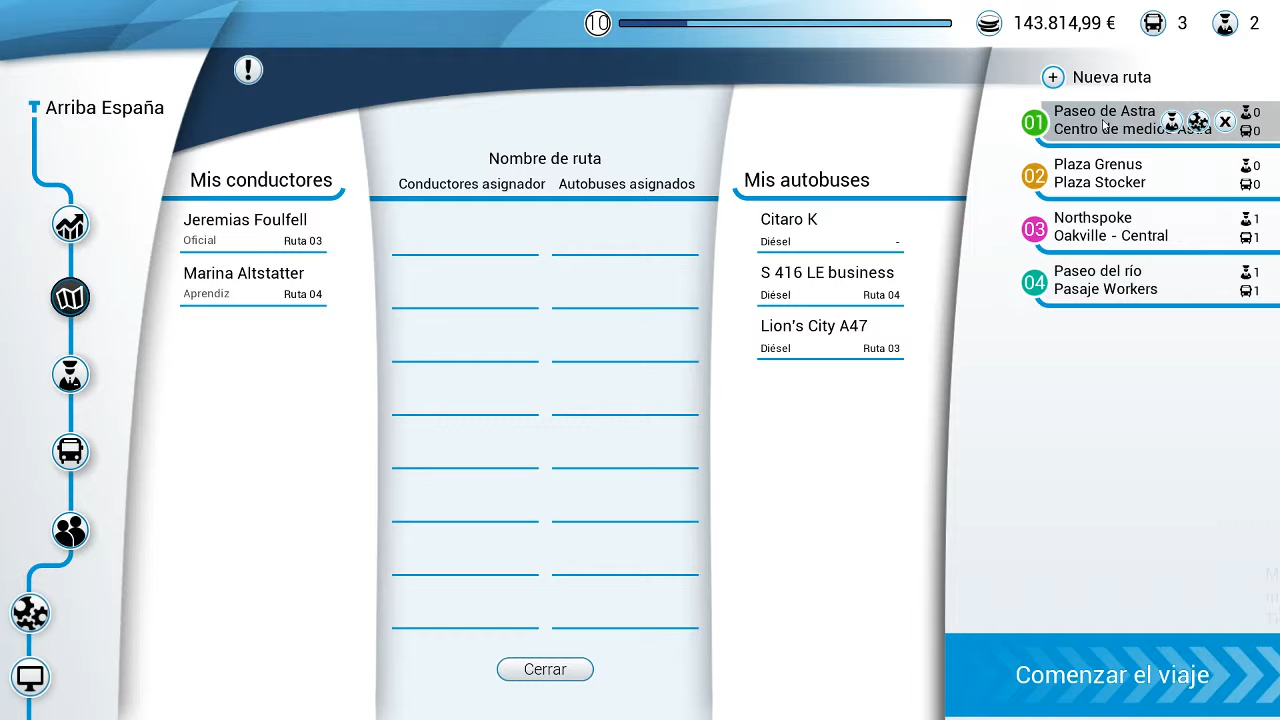 10
143.814,99 €
3
2
Arriba España
Nueva ruta
01
Paseo de Astra
0
Centro de medios Astra
0
02
Plaza Grenus
0
Plaza Stocker
0
03
Northspoke
1
Oakville - Central
1
04
Paseo del río
1
Pasaje Workers
1
Mis conductores
Jeremias Foulfell
Oficial Ruta 03
Marina Altstatter
Aprendiz Ruta 04
Nombre de ruta
Conductores asignador Autobuses asignados
Cerrar
Mis autobuses
Citaro K
Diésel -
S 416 LE business
Diésel Ruta 04
Lion's City A47
Diésel Ruta 03
Comenzar el viaje